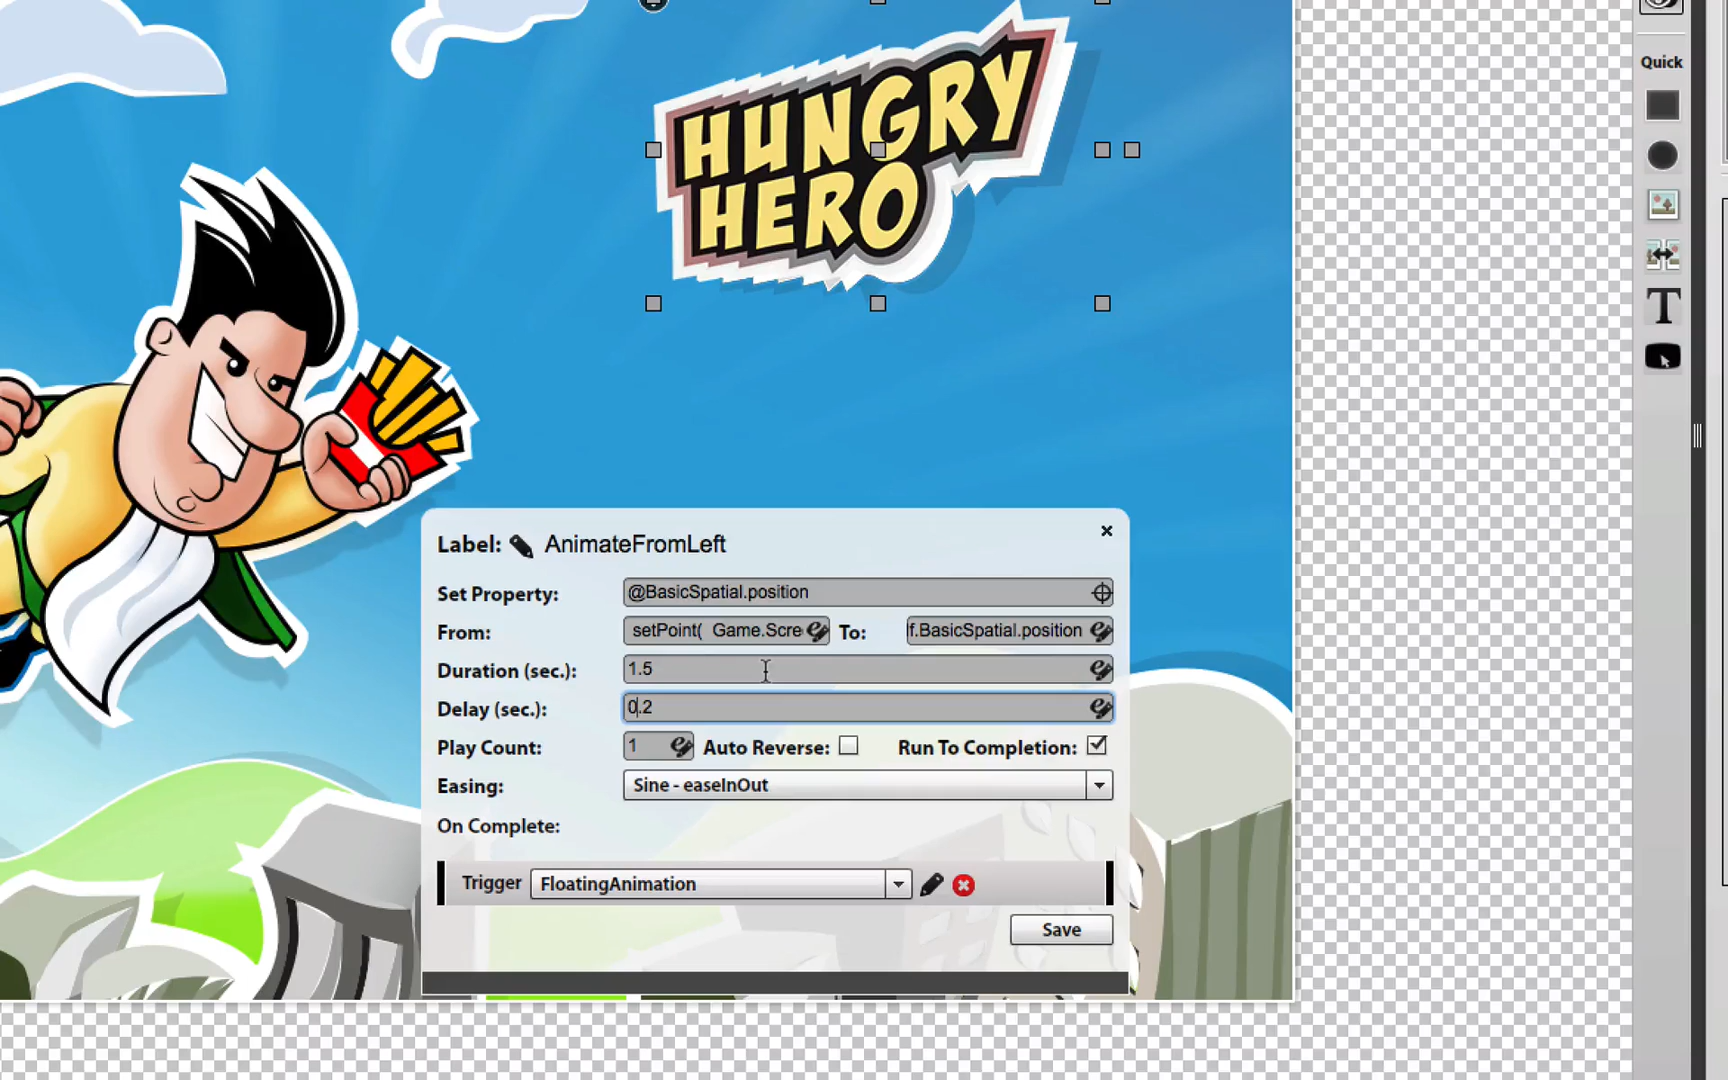 Quick
HUNGRY
HERO
T
Label: AnimateFromLeft
Set Property: @BasicSpatial.position
From: setPoint( Game.Scre To: lf.BasicSpatial.position
Duration (sec.): 1.5
Delay (sec.): 0.2
Play Count: 1 Auto Reverse: Run To Completion:
Easing: Sine - easeInOut
On Complete:
Trigger FloatingAnimation
Save